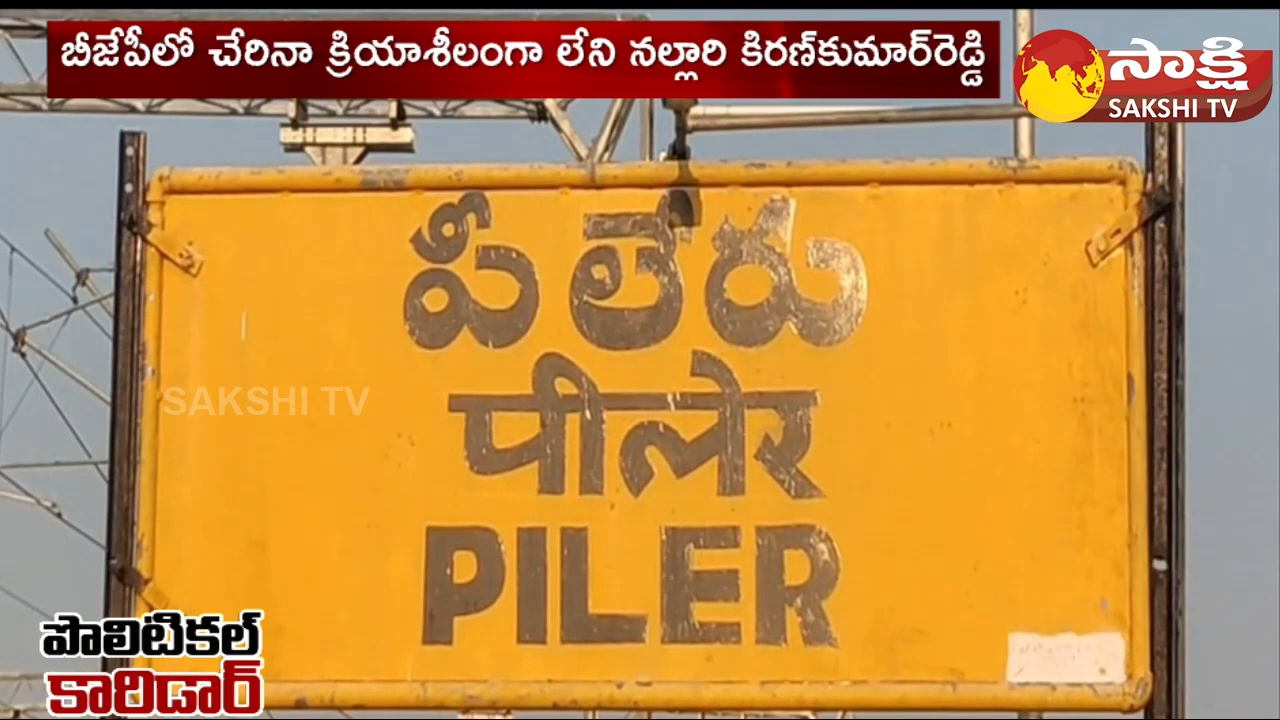 బీజేపీలో చేరినా క్రియాశీలంగా లేని నల్లారి కిరణ్‌కుమార్‌రెడ్డి
సాక్షి
SAKSHI TV
పీలేరు
SAKSHI TV
पीलेर
PILER
పొలిటికల్
కారిడార్